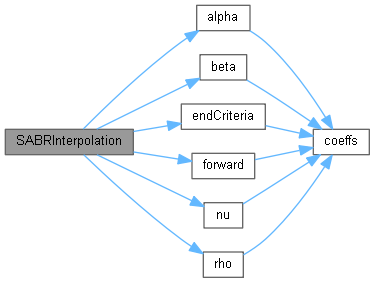 alpha
beta
endCriteria
SABRInterpolation
coeffs
forward
nu
rho